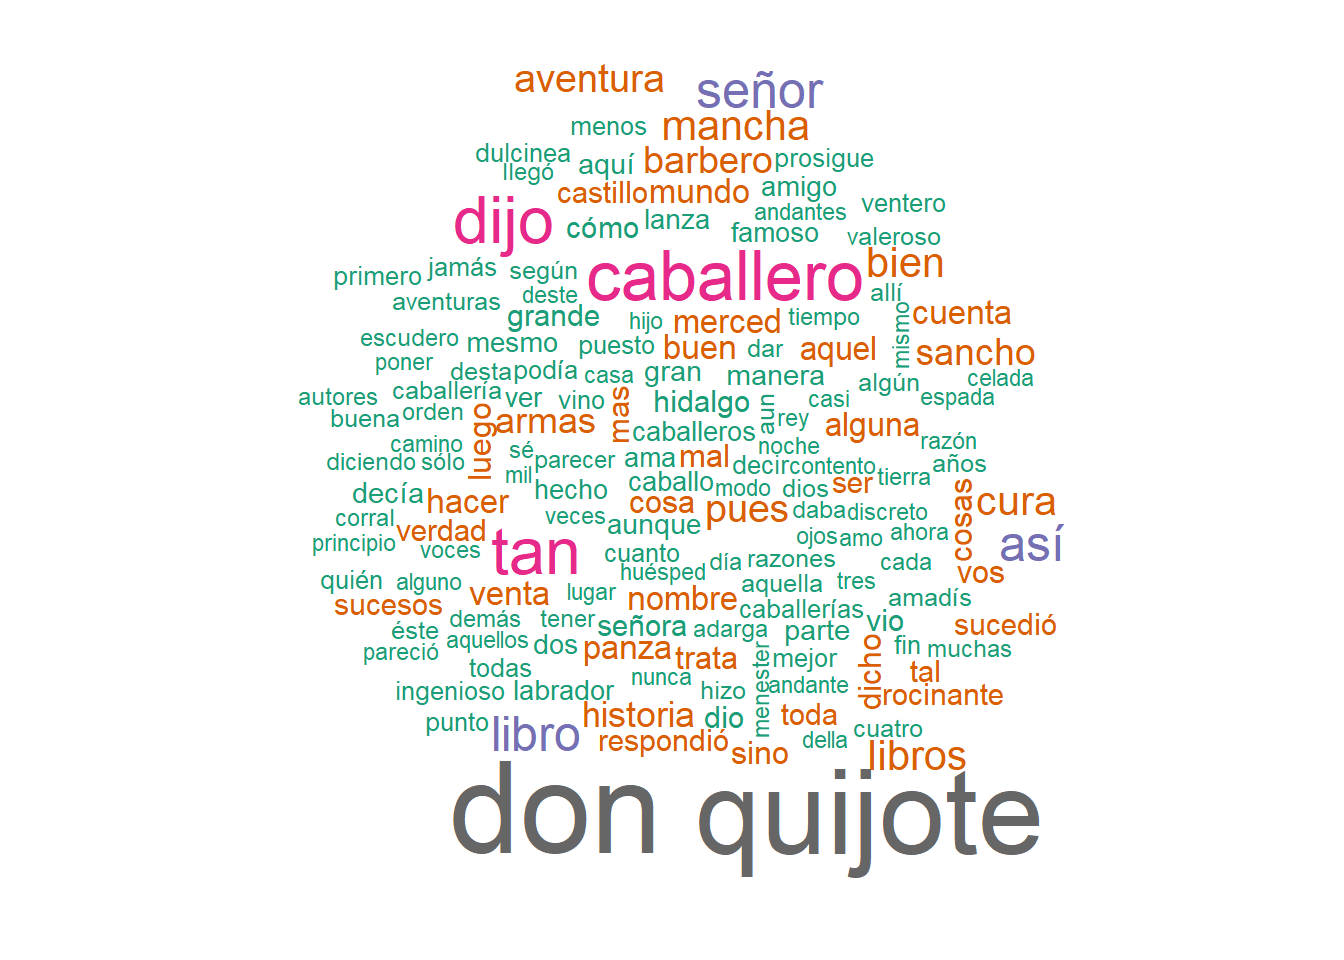 aventura señor
menos mancha
dulcinea barbero prosigue
llegó aquí
castillo mundo amigo
dijo cómo lanza andantes ventero
famoso valeroso
caballero bien
primero jamás según
aventuras deste allí
grande hijo merced tiempo mismo cuenta
escudero mesmo puesto buen dar aquel sancho
poner desta podía casa gran manera algún celada
autores caballería ver vino mas hidalgo aun casi espada
buena orden luego armas caballeros rey alguna razón
camino sé noche
diciendo sólo mil parecer ama mal decir contento tierra años
decía hacer hecho caballo modo dios ser cosas cura
corral veces cosa pues daba discreto
verdad aunque
principio voces tan cuanto ojos amo ahora así
quién alguno huésped día razones cada vos
sucesos venta lugar nombre aquella tres amadís
demás tener caballerías
éste aquellos señora adarga parte vio sucedió
pareció dos panza trata menester mejor dicho fin muchas
todas nunca andante tal
ingenioso labrador hizo rocinante
punto historia dio toda cuatro
libro respondió sino della libros
don quijote